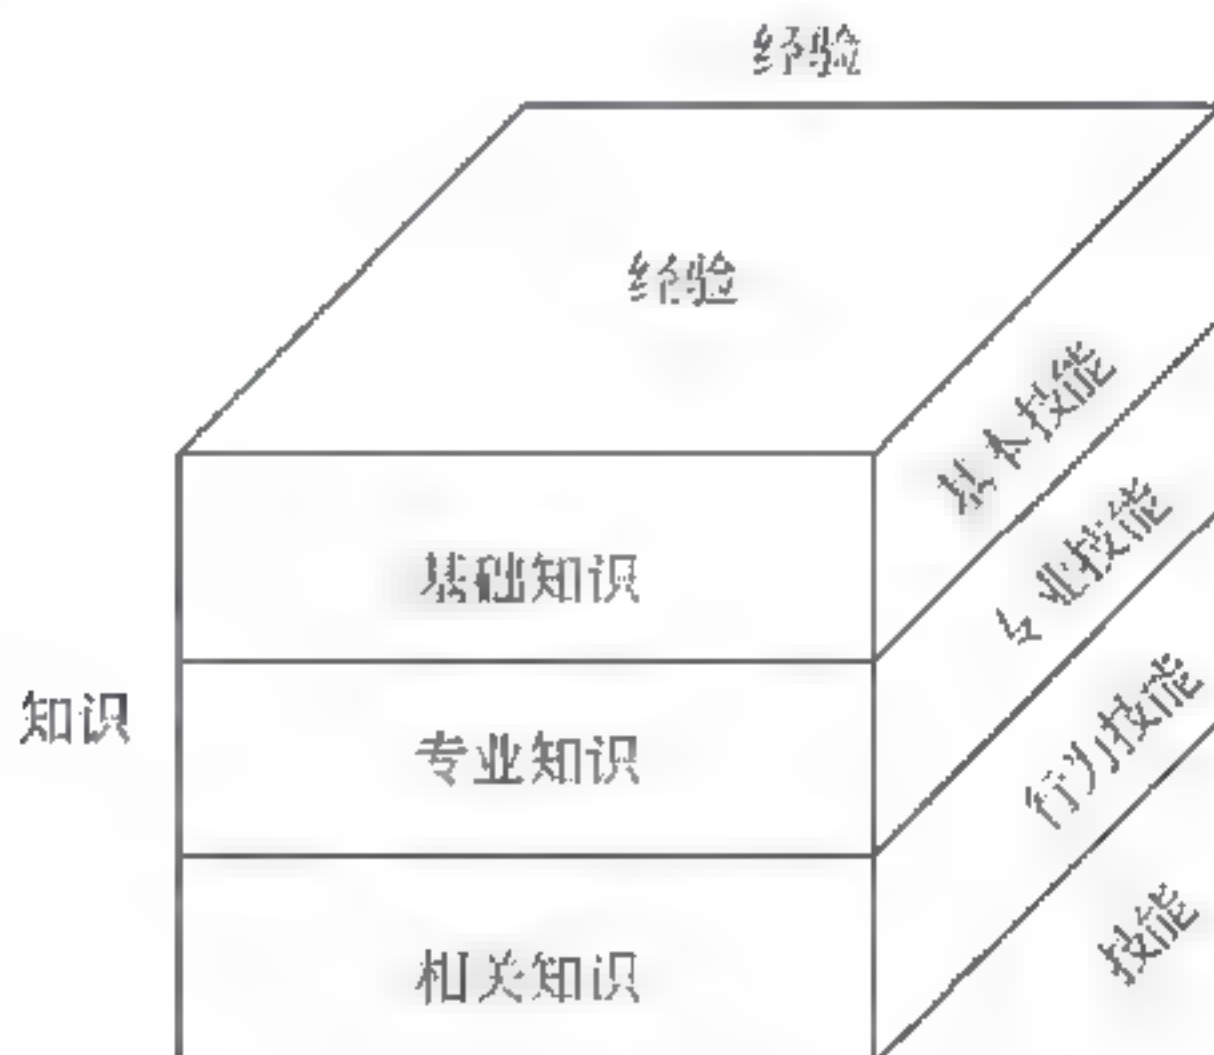 经验
经验
基本技能
基础知识
专业技能
知识
专业知识
行为技能
技能
相关知识